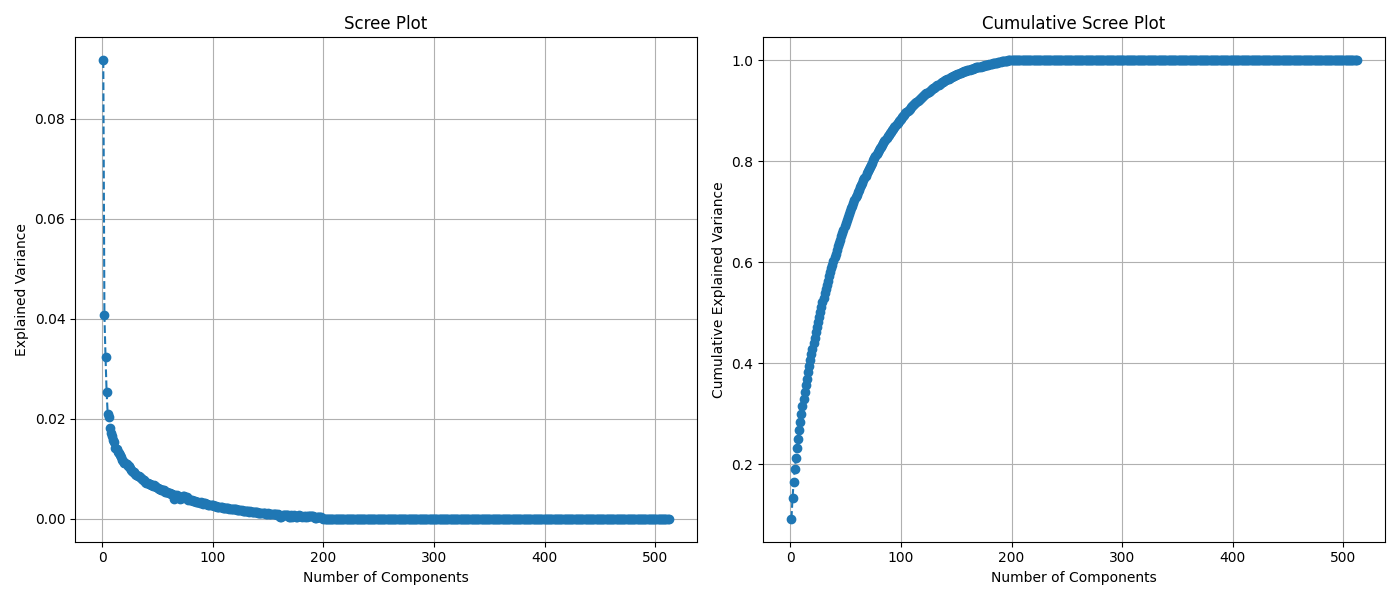 Scree Plot
Explained Variance
0.08
0.06
0.04
0.02
0.00
0 100 200 300 400 500
Number of Components
Cumulative Scree Plot
Cumulative Explained Variance
1.0
0.8
0.6
0.4
0.2
0 100 200 300 400 500
Number of Components